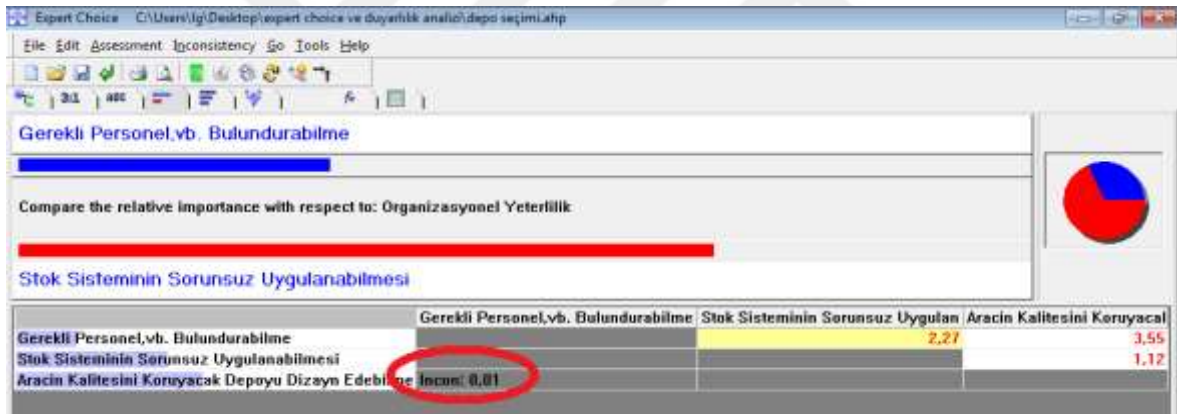 Expert Choice C:\Users\lg\Desktop\expert choice ve duyarlılık analizi\depo seçimi.ahp
File Edit Assessment Inconsistency Go Tools Help
3:1 ABC
Gerekli Personel,vb. Bulundurabilme
Compare the relative importance with respect to: Organizasyonel Yeterlilik
Stok Sisteminin Sorunsuz Uygulanabilmesi
Gerekli Personel,vb. Bulundurabilme Stok Sisteminin Sorunsuz Uygulan Aracin Kalitesini Koruyacal
Gerekli Personel,vb. Bulundurabilme 2,27 3,55
Stok Sisteminin Sorunsuz Uygulanabilmesi 1,12
Aracin Kalitesini Koruyacak Depoyu Dizayn Edebilme Incon: 0,01